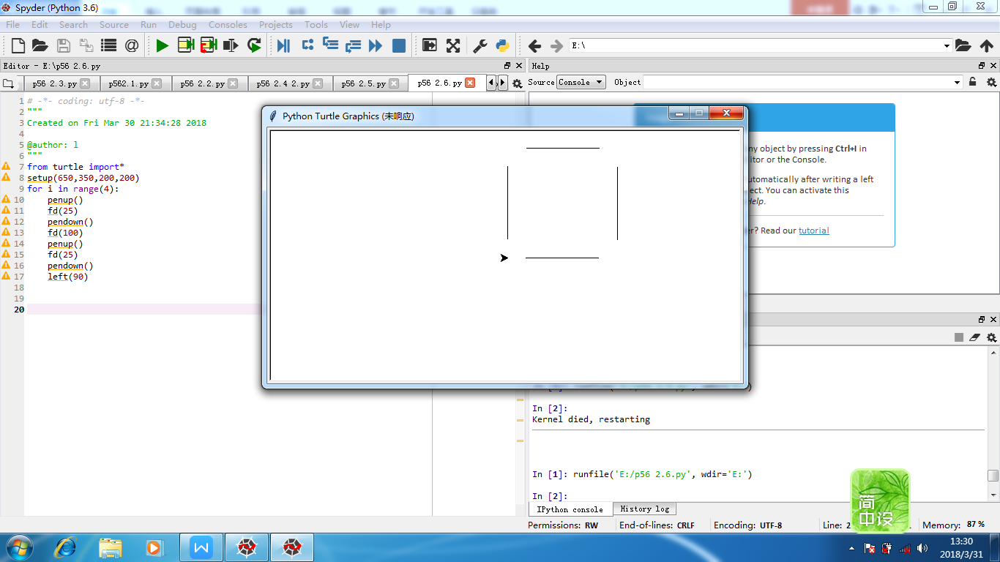 Spyder (Python 3.6)
File Edit Search Source Run Debug Consoles Projects Tools View Help
E:\
Editor - E:\p56 2.6.py
Help
p56 2.3.py p562.1.py p56 2.2.py p56 2.4 2.py p56 2.5.py p56 2.6.py
Source Console Object
1 # -*- coding: utf-8 -*-
2 """
3 Created on Fri Mar 30 21:34:28 2018
4
5 @author: l
6 """
7 from turtle import*
8 setup(650,350,200,200)
9 for i in range(4):
10 penup()
11 fd(25)
12 pendown()
13 fd(100)
14 penup()
15 fd(25)
16 pendown()
17 left(90)
18
19
20
Python Turtle Graphics (未响应)
ny object by pressing Ctrl+I in
ditor or the Console.
utomatically after writing a left
ect. You can activate this
Help.
r? Read our tutorial
In [2]:
Kernel died, restarting
In [1]: runfile('E:/p56 2.6.py', wdir='E:')
In [2]:
IPython console History log
简
中设
Permissions: RW End-of-lines: CRLF Encoding: UTF-8 Line: 2 Memory: 87 %
13:30
2018/3/31